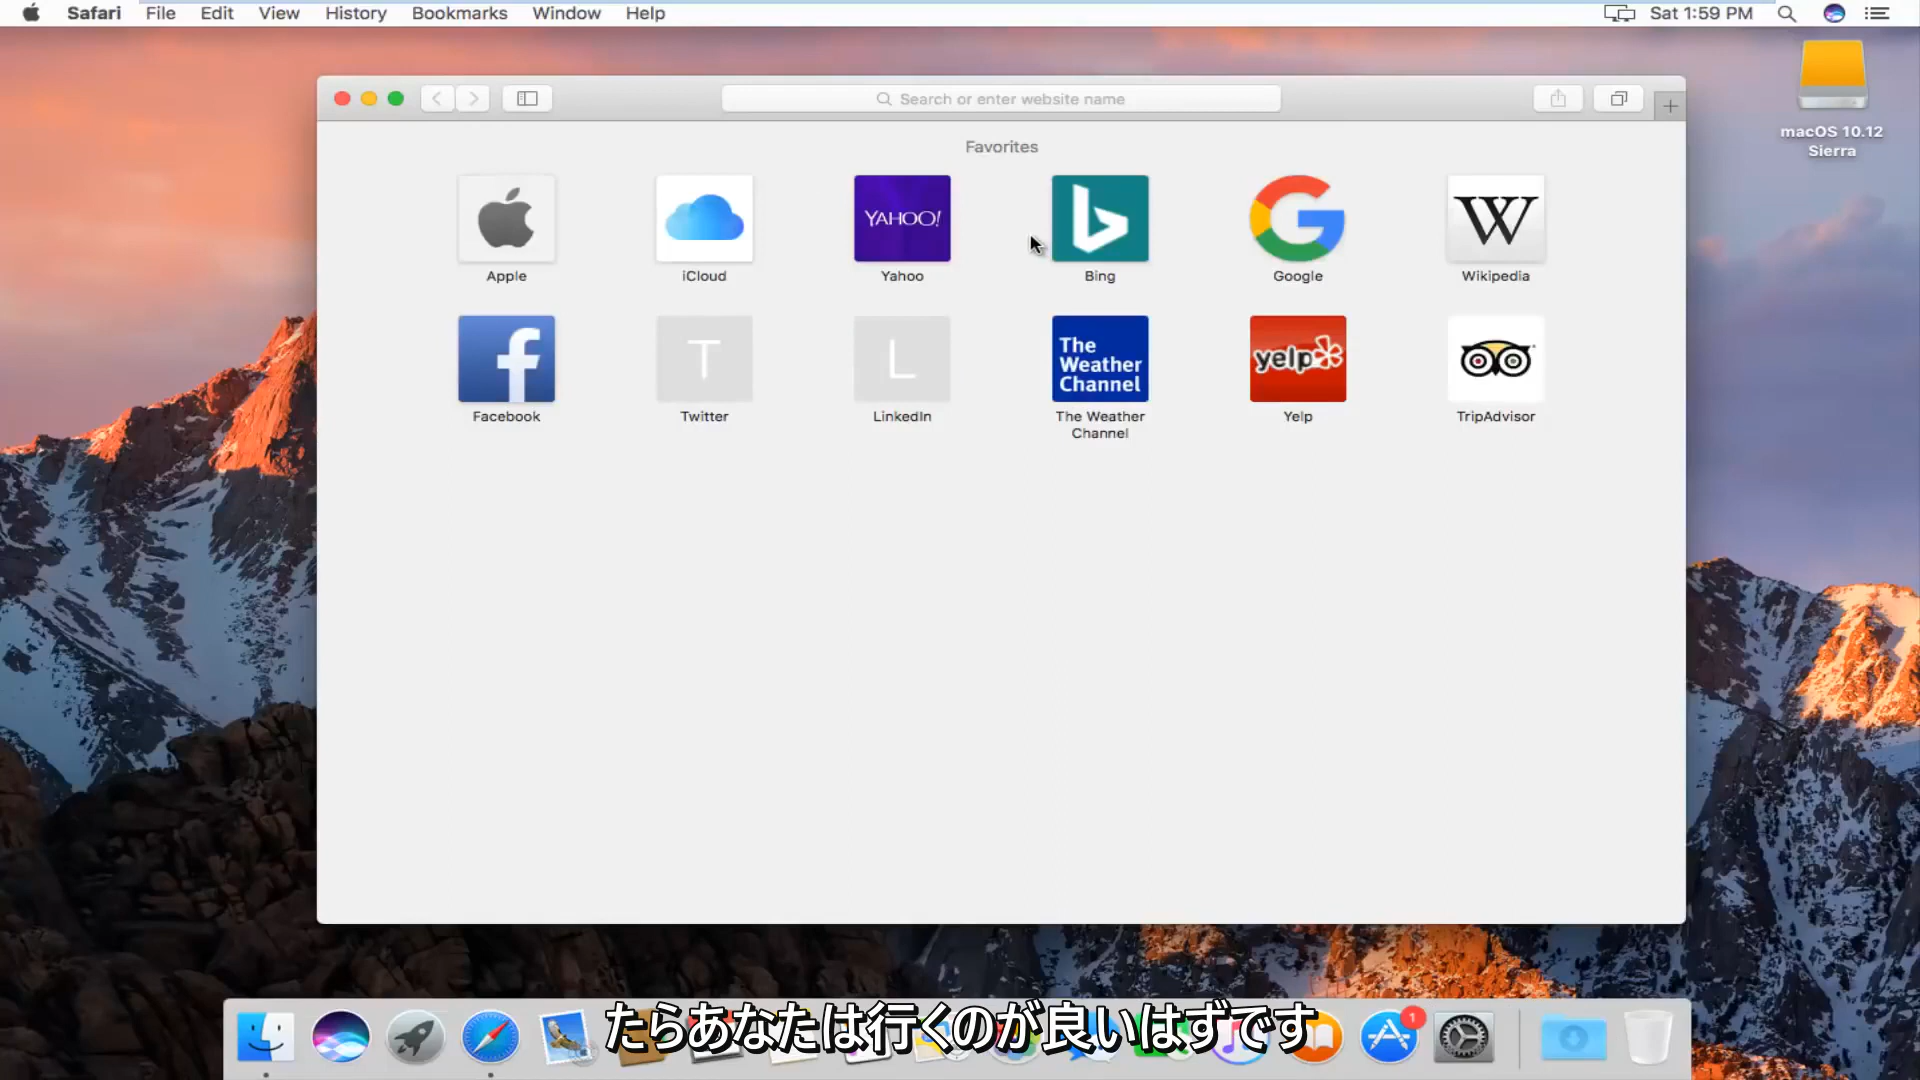 Safari File Edit View History Bookmarks Window Help Sat 1:59 PM
Search or enter website name
macOS 10.12
Sierra
Favorites
YAHOO!
Apple iCloud Yahoo Bing Google Wikipedia
T L The
Weather
Channel yelp
Facebook Twitter LinkedIn The Weather
Channel Yelp TripAdvisor
たらあなたは行くのが良いはずです
1